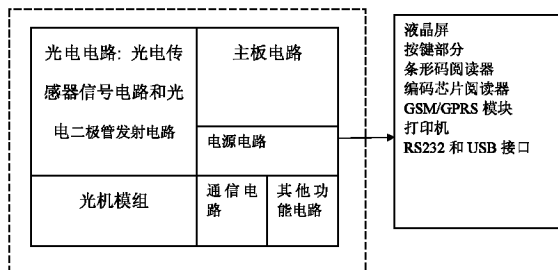 光电电路: 光电传
感器信号电路和光
电二极管发射电路
主板电路
电源电路
光机模组
通信电
路
其他功
能电路
液晶屏
按键部分
条形码阅读器
编码芯片阅读器
GSM/GPRS 模块
打印机
RS232 和 USB 接口